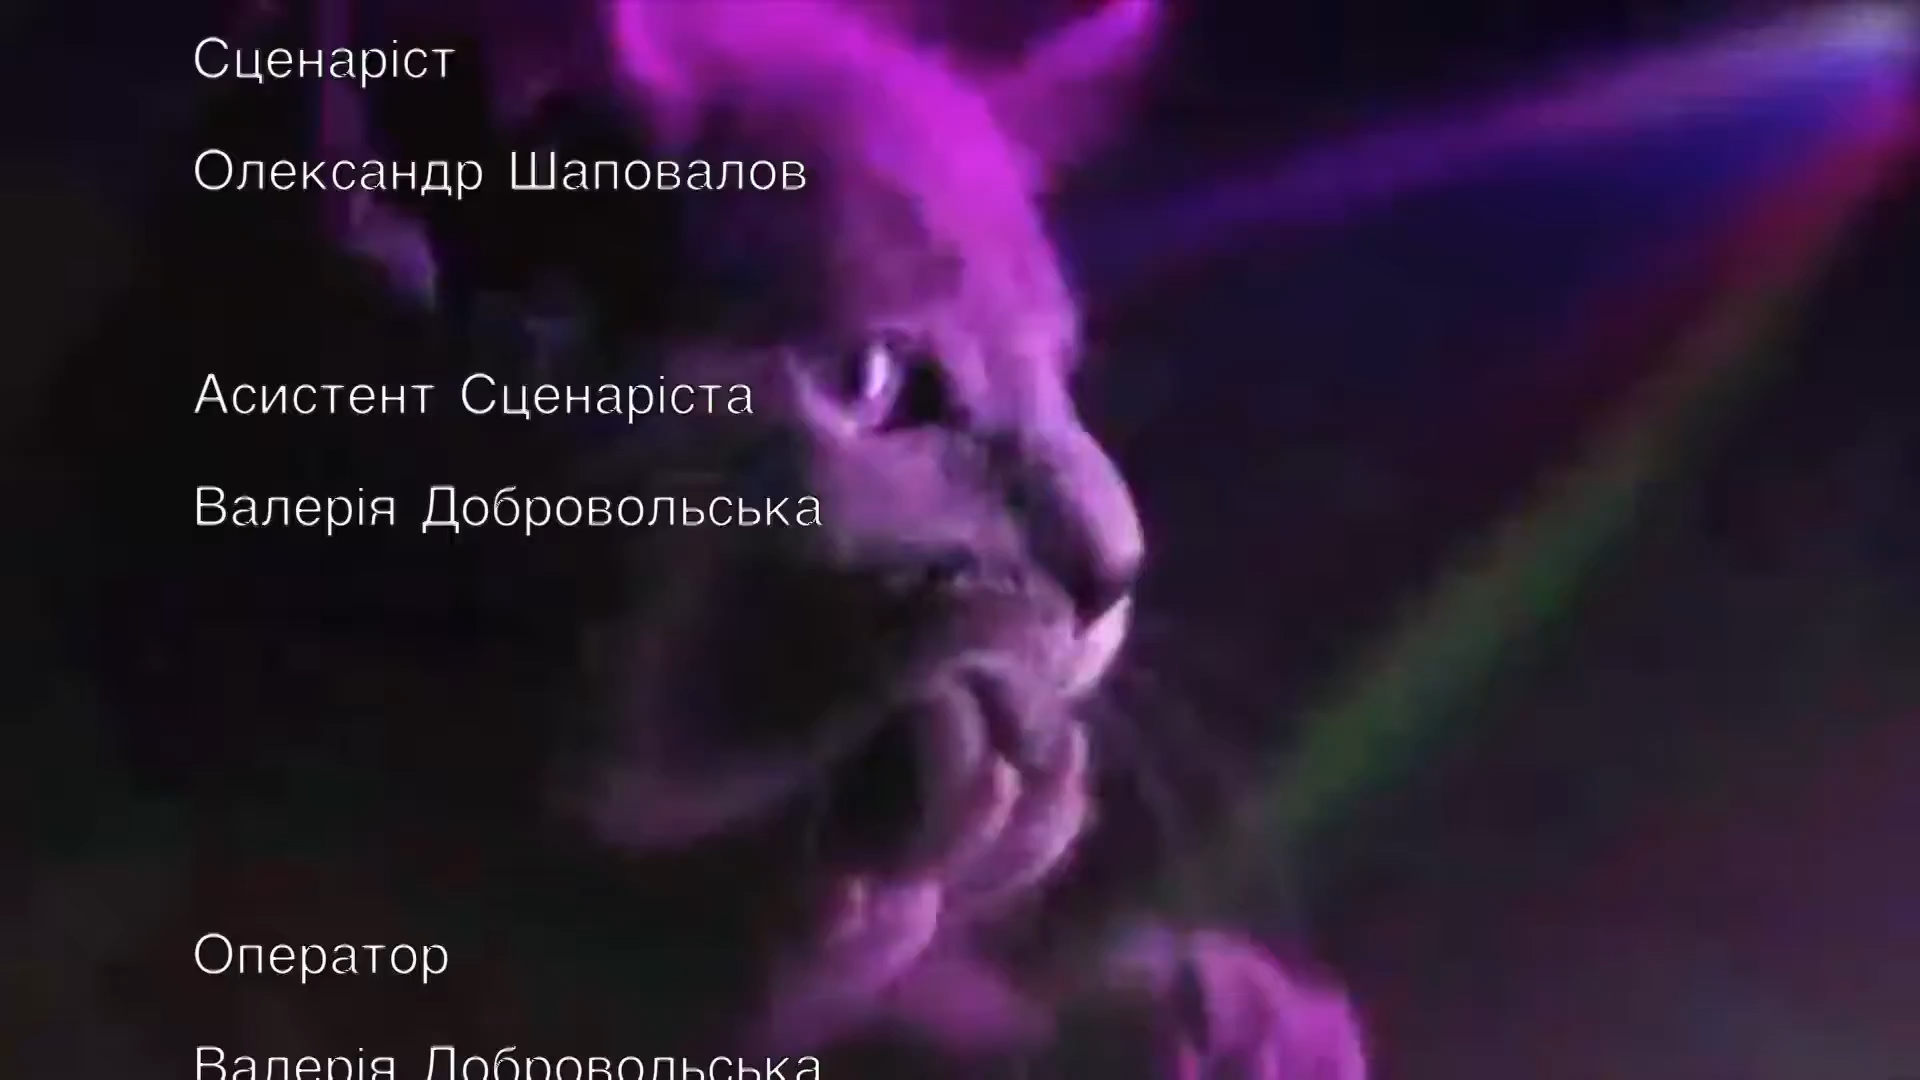 Сценаріст
Олександр Шаповалов
Асистент Сценаріста
Валерія Добровольська
Оператор
Валерія Добровольська